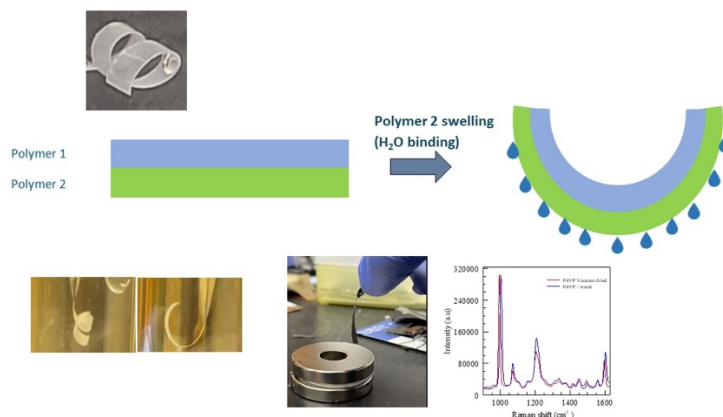 Polymer 1
Polymer 2
Polymer 2 swelling
(H₂O binding)
320000
240000
160000
80000
0
Intensity (a.u)
P4VP Vacuum dried
P4VP / water
1000
1200
1400
1600
Raman shift (cm⁻¹)